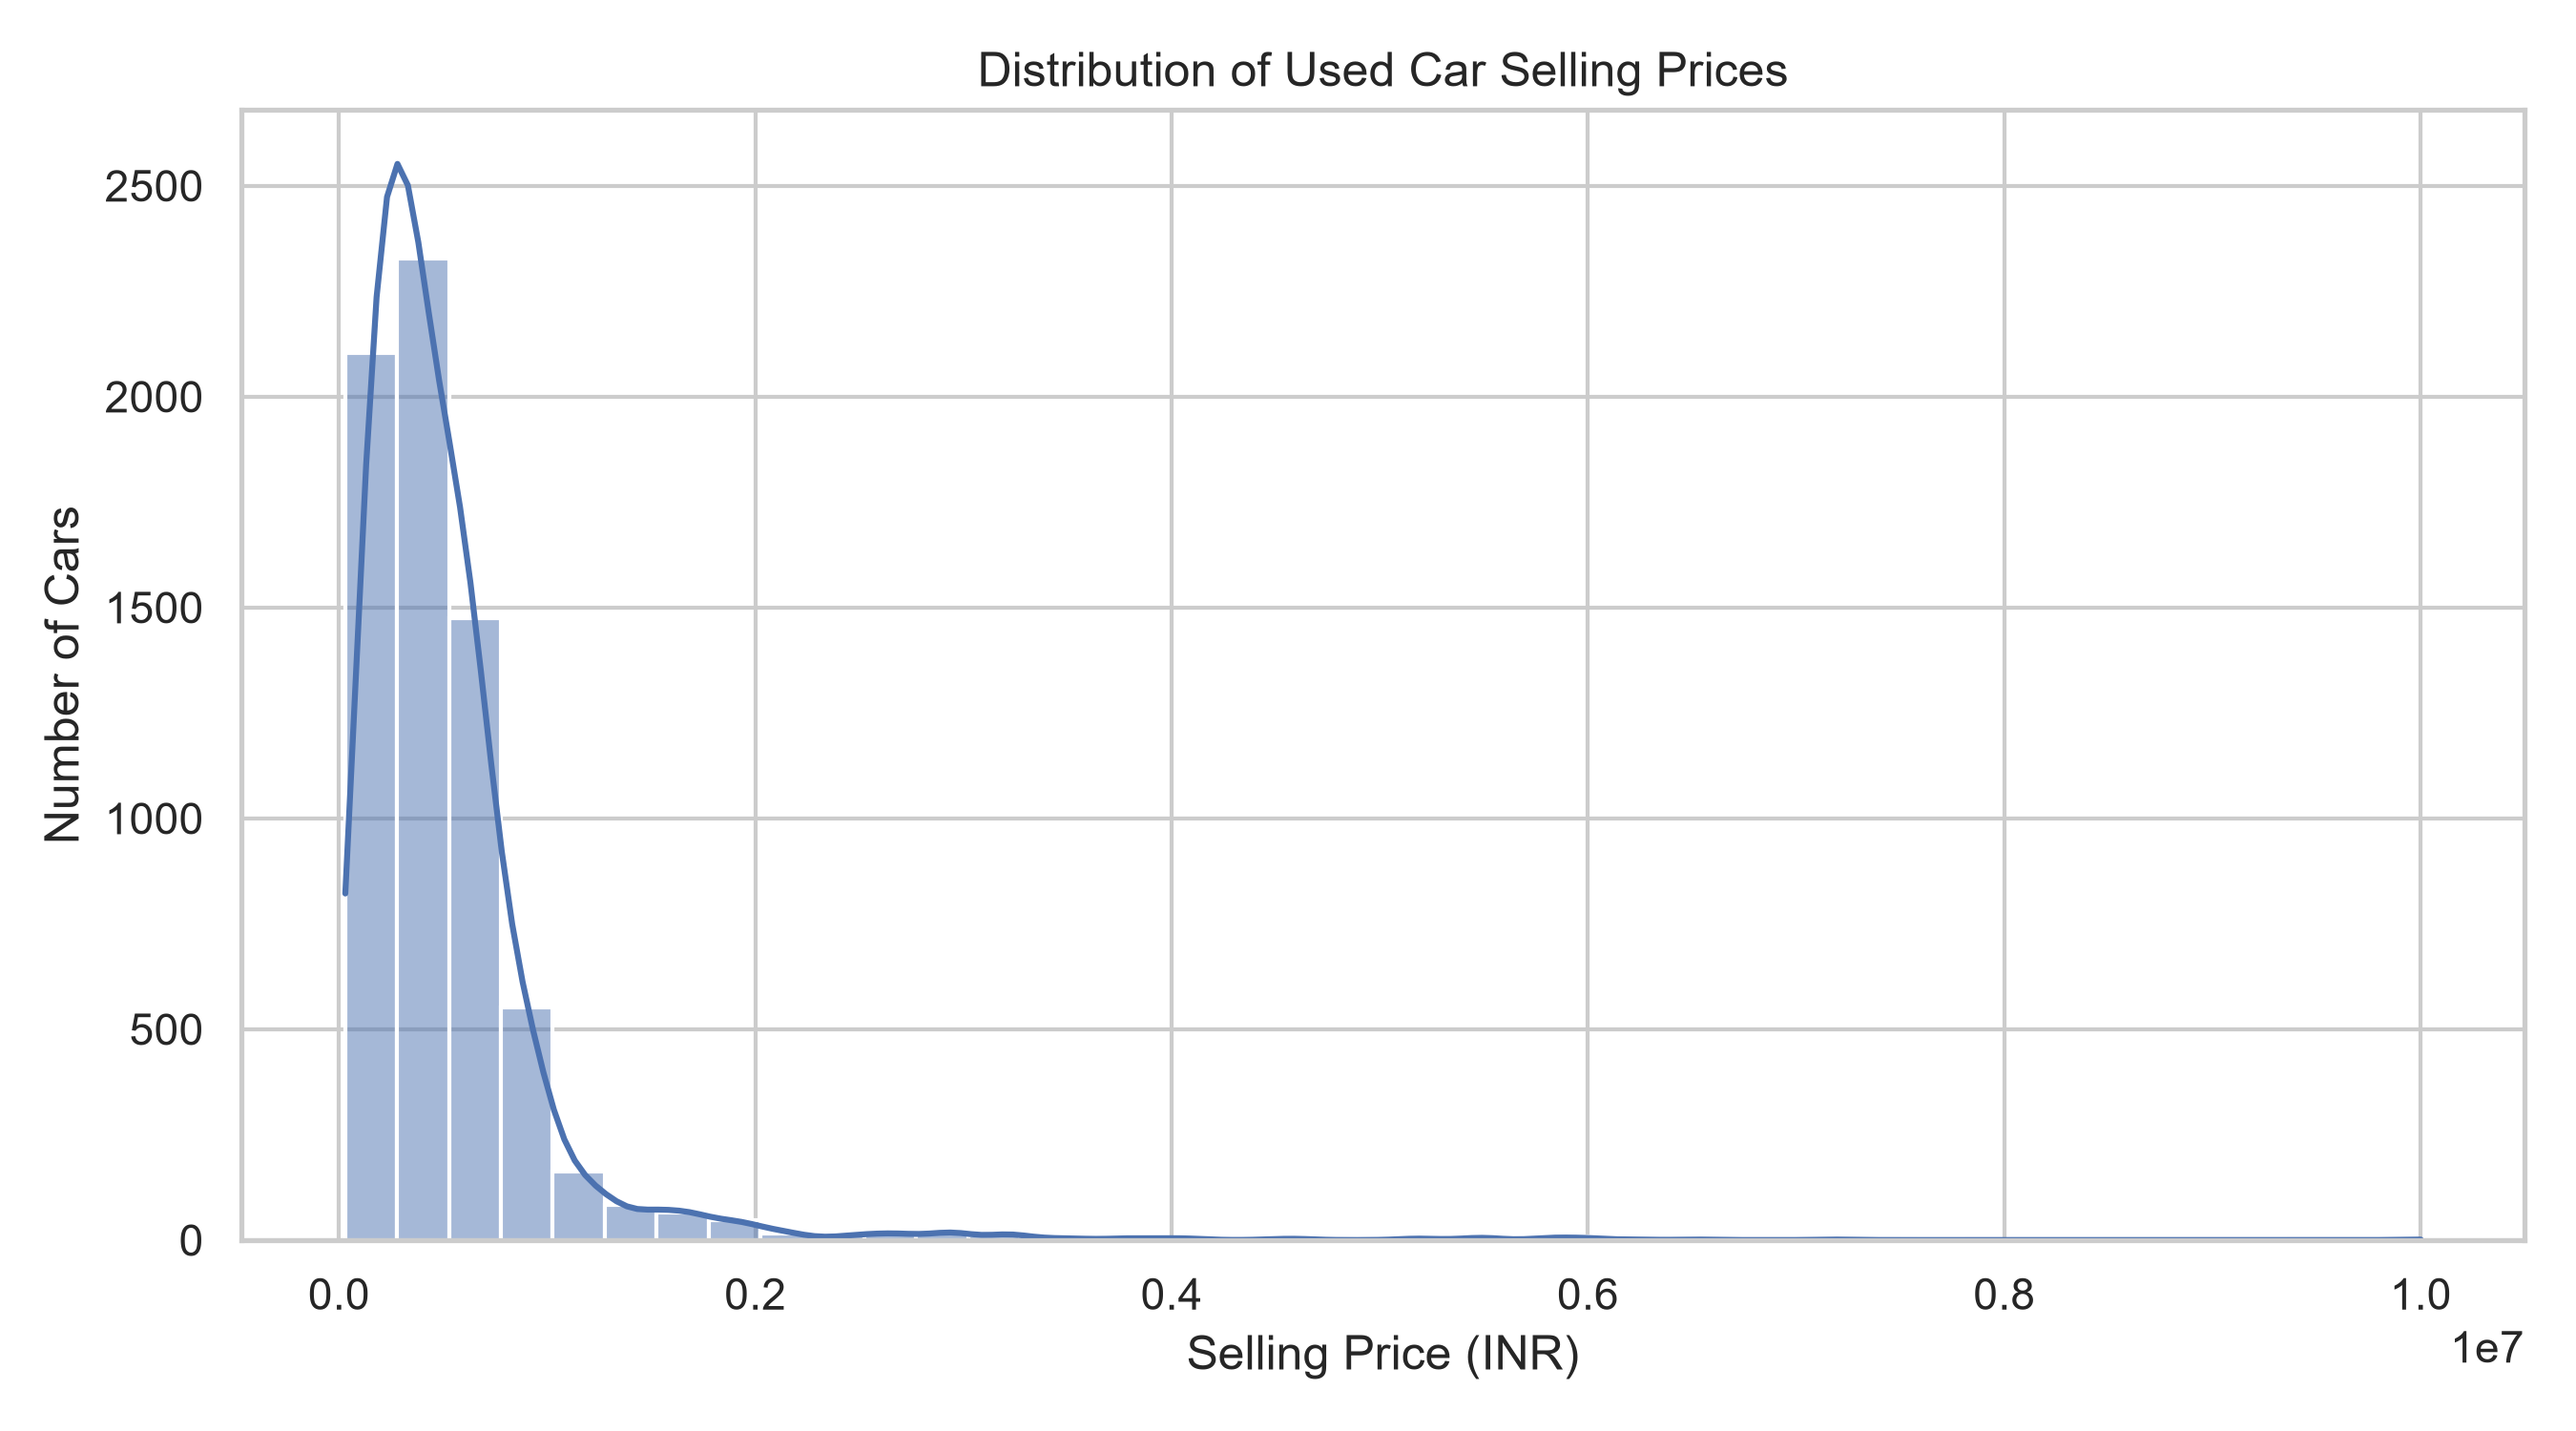 Distribution of Used Car Selling Prices
Number of Cars
2500
2000
1500
1000
500
0
0.0 0.2 0.4 0.6 0.8 1.0
1e7
Selling Price (INR)